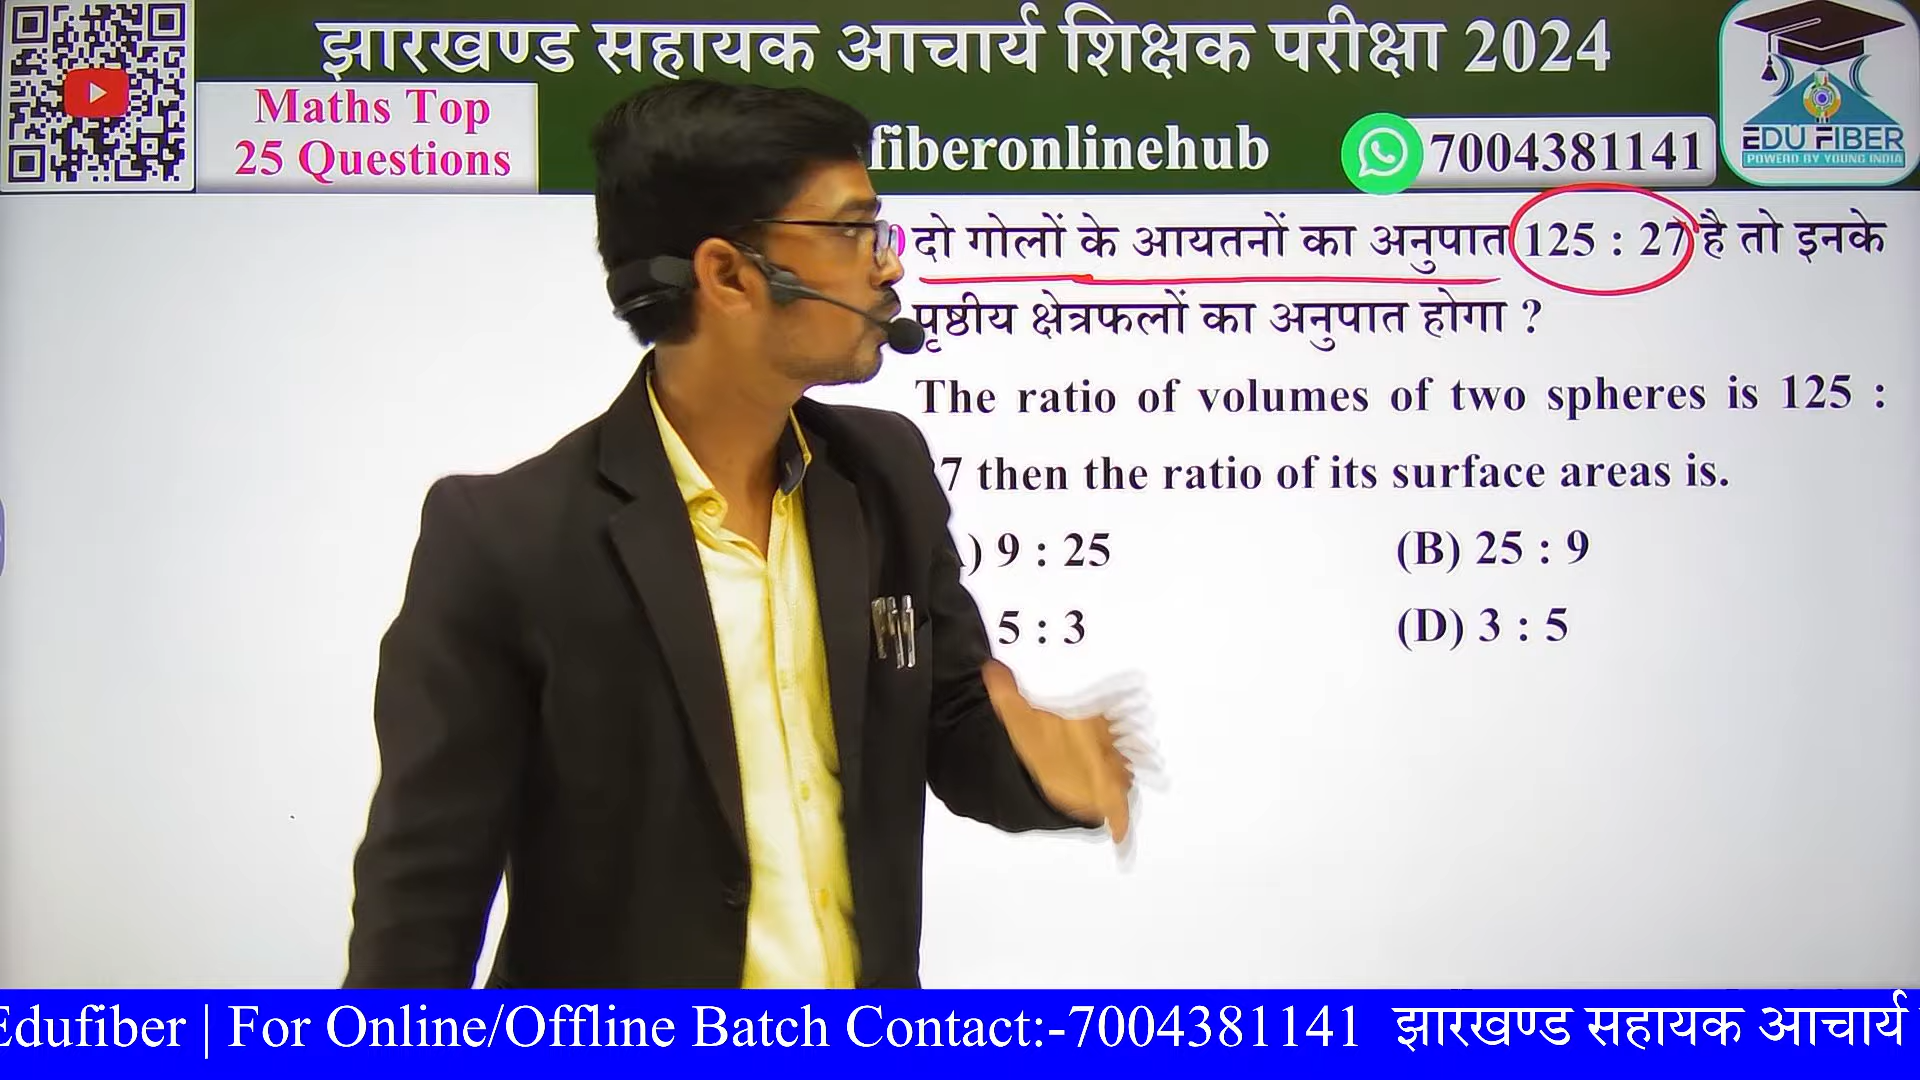 झारखण्ड सहायक आचार्य शिक्षक परीक्षा 2024
Maths Top
25 Questions
fiberonlinehub
7004381141
EDU FIBER
POWERD BY YOUNG INDIA
दो गोलों के आयतनों का अनुपात 125 : 27 है तो इनके
पृष्ठीय क्षेत्रफलों का अनुपात होगा ?
The ratio of volumes of two spheres is 125 :
7 then the ratio of its surface areas is.
) 9 : 25
(B) 25 : 9
5 : 3
(D) 3 : 5
Edufiber | For Online/Offline Batch Contact:-7004381141 झारखण्ड सहायक आचार्य